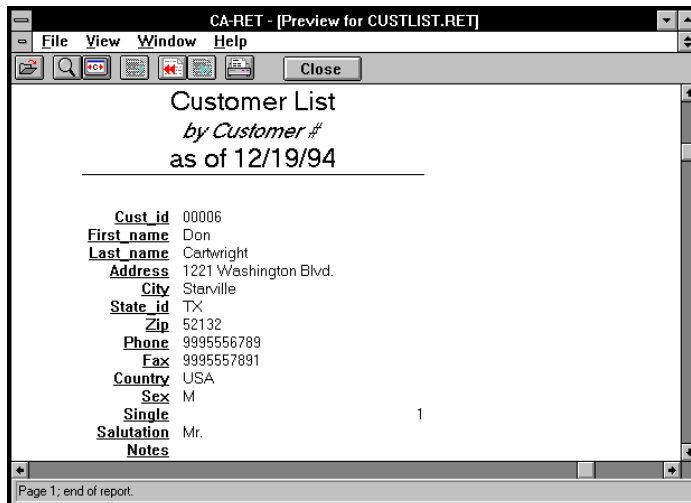 CA-RET - [Preview for CUSTLIST.RET]
File View Window Help
Close
Customer List
by Customer #
as of 12/19/94
Cust_id 00006
First_name Don
Last_name Cartwright
Address 1221 Washington Blvd.
City Starville
State_id TX
Zip 52132
Phone 9995556789
Fax 9995557891
Country USA
Sex M
Single 1
Salutation Mr.
Notes
Page 1; end of report.